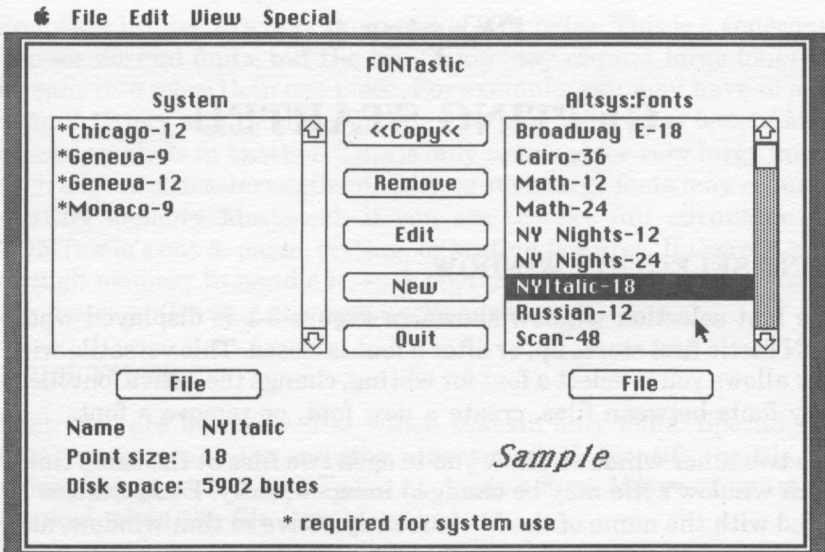 File Edit View Special
FONTastic
System
Altsys:Fonts
*Chicago-12
*Geneva-9
*Geneva-12
*Monaco-9
<<Copy<<
Remove
Edit
New
Quit
Broadway E-18
Cairo-36
Math-12
Math-24
NY Nights-12
NY Nights-24
NYItalic-18
Russian-12
Scan-48
File
File
Name NYItalic
Point size: 18
Disk space: 5902 bytes
Sample
* required for system use